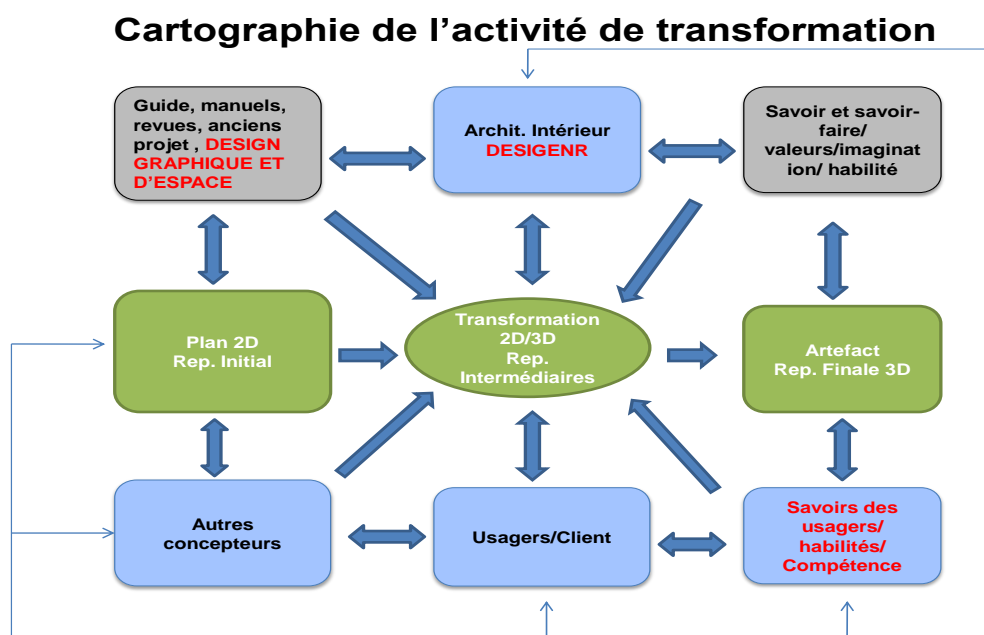 Cartographie de l’activité de transformation
Guide, manuels,
revues, anciens
projet , DESIGN
GRAPHIQUE ET
D’ESPACE
Archit. Intérieur
DESIGENR
Savoir et savoir-
faire/
valeurs/imaginat
ion/ habilité
Plan 2D
Rep. Initial
Transformation
2D/3D
Rep.
Intermédiaires
Artefact
Rep. Finale 3D
Autres
concepteurs
Usagers/Client
Savoirs des
usagers/
habilités/
Compétence